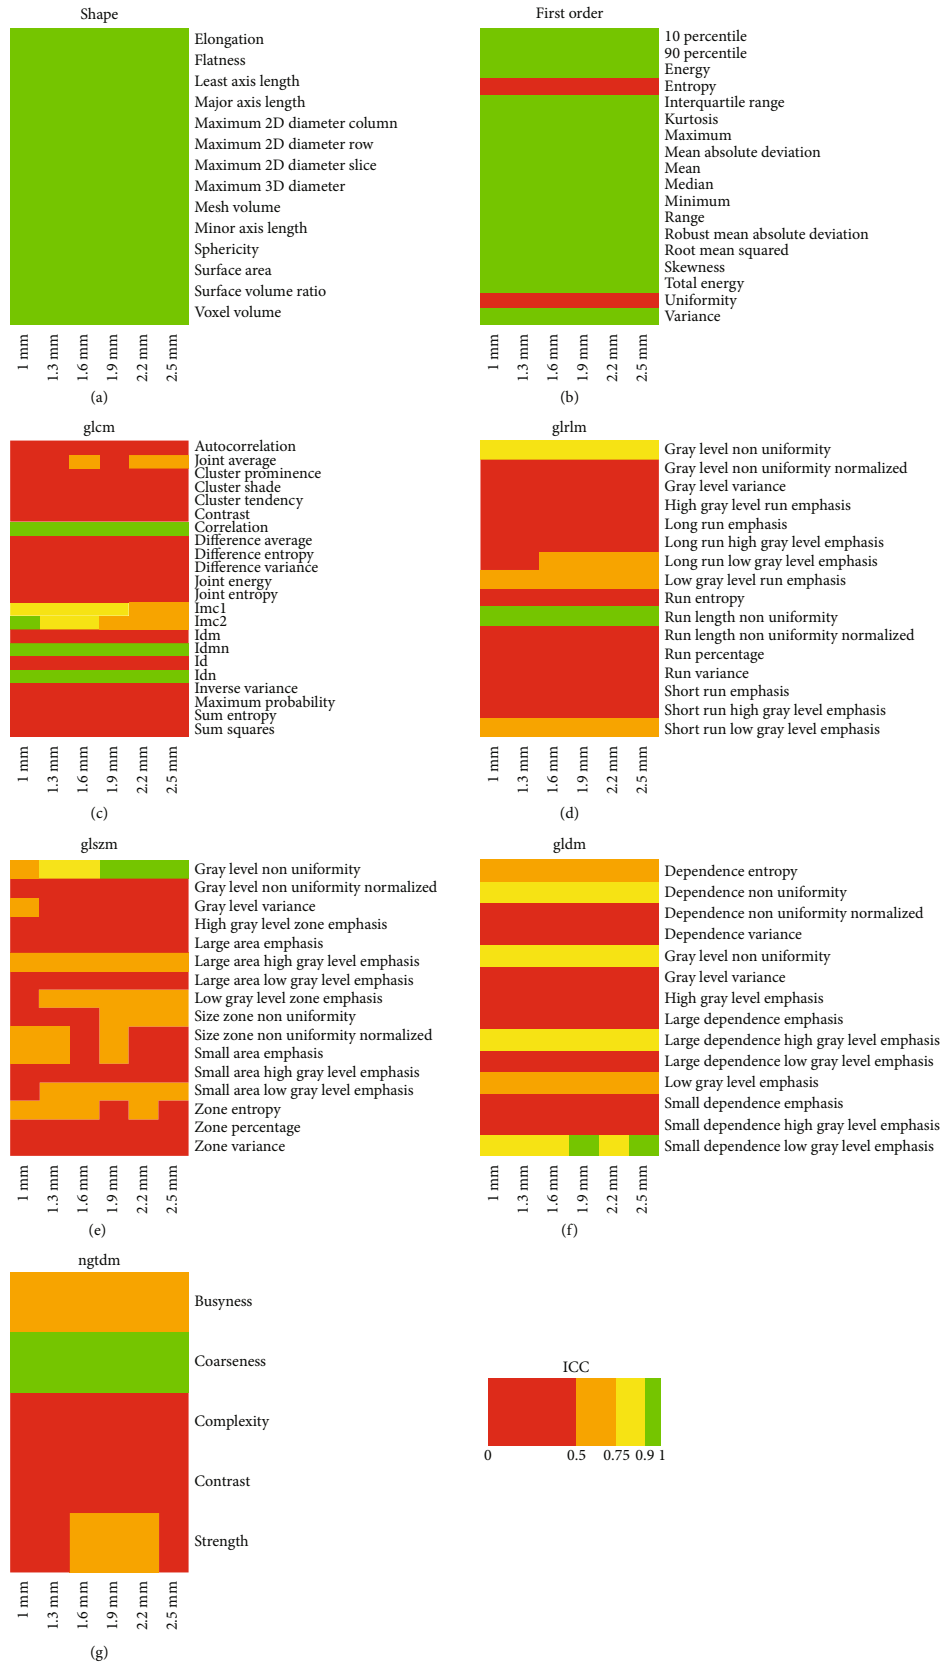 Shape
Elongation
Flatness
Least axis length
Major axis length
Maximum 2D diameter column
Maximum 2D diameter row
Maximum 2D diameter slice
Maximum 3D diameter
Mesh volume
Minor axis length
Sphericity
Surface area
Surface volume ratio
Voxel volume
1 mm
1.3 mm
1.6 mm
1.9 mm
2.2 mm
2.5 mm
(a)
First order
10 percentile
90 percentile
Energy
Entropy
Interquartile range
Kurtosis
Maximum
Mean absolute deviation
Mean
Median
Minimum
Range
Robust mean absolute deviation
Root mean squared
Skewness
Total energy
Uniformity
Variance
1 mm
1.3 mm
1.6 mm
1.9 mm
2.2 mm
2.5 mm
(b)
glcm
Autocorrelation
Joint average
Cluster prominence
Cluster shade
Cluster tendency
Contrast
Correlation
Difference average
Difference entropy
Difference variance
Joint energy
Joint entropy
Imc1
Imc2
Idm
Idmn
Id
Idn
Inverse variance
Maximum probability
Sum entropy
Sum squares
1 mm
1.3 mm
1.6 mm
1.9 mm
2.2 mm
2.5 mm
(c)
glrlm
Gray level non uniformity
Gray level non uniformity normalized
Gray level variance
High gray level run emphasis
Long run emphasis
Long run high gray level emphasis
Long run low gray level emphasis
Low gray level run emphasis
Run entropy
Run length non uniformity
Run length non uniformity normalized
Run percentage
Run variance
Short run emphasis
Short run high gray level emphasis
Short run low gray level emphasis
1 mm
1.3 mm
1.6 mm
1.9 mm
2.2 mm
2.5 mm
(d)
glszm
Gray level non uniformity
Gray level non uniformity normalized
Gray level variance
High gray level zone emphasis
Large area emphasis
Large area high gray level emphasis
Large area low gray level emphasis
Low gray level zone emphasis
Size zone non uniformity
Size zone non uniformity normalized
Small area emphasis
Small area high gray level emphasis
Small area low gray level emphasis
Zone entropy
Zone percentage
Zone variance
1 mm
1.3 mm
1.6 mm
1.9 mm
2.2 mm
2.5 mm
(e)
gldm
Dependence entropy
Dependence non uniformity
Dependence non uniformity normalized
Dependence variance
Gray level non uniformity
Gray level variance
High gray level emphasis
Large dependence emphasis
Large dependence high gray level emphasis
Large dependence low gray level emphasis
Low gray level emphasis
Small dependence emphasis
Small dependence high gray level emphasis
Small dependence low gray level emphasis
1 mm
1.3 mm
1.6 mm
1.9 mm
2.2 mm
2.5 mm
(f)
ngtdm
Busyness
Coarseness
Complexity
Contrast
Strength
1 mm
1.3 mm
1.6 mm
1.9 mm
2.2 mm
2.5 mm
(g)
ICC
0 0.5 0.75 0.9 1